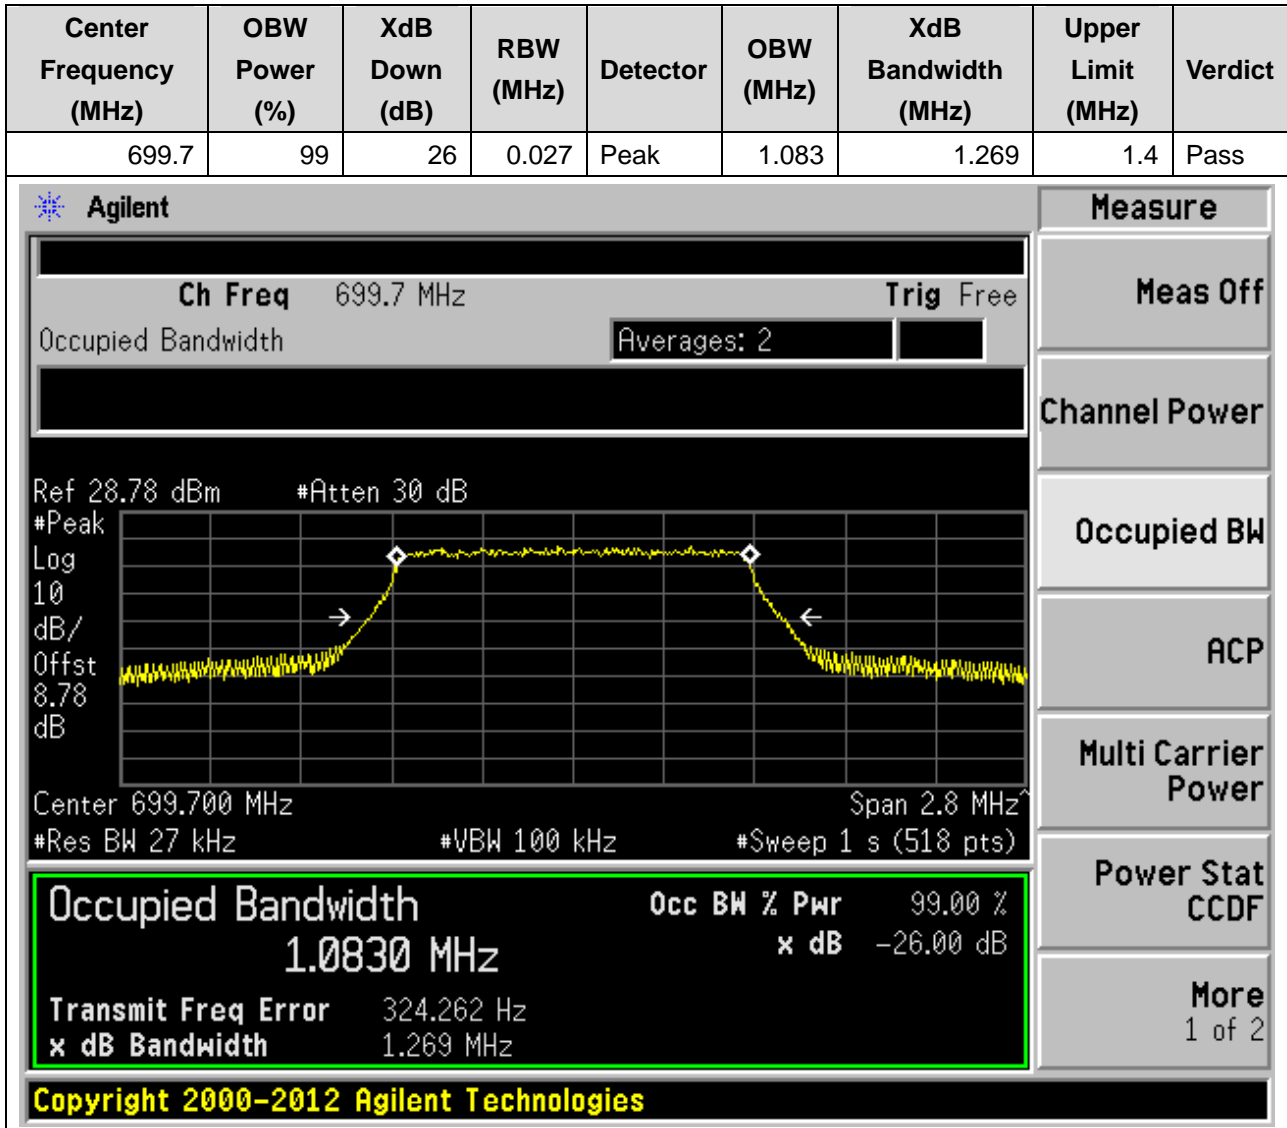 Center Frequency (MHz) OBW Power (%) XdB Down (dB) RBW (MHz) Detector OBW (MHz) XdB Bandwidth (MHz) Upper Limit (MHz) Verdict
699.7 99 26 0.027 Peak 1.083 1.269 1.4 Pass
Agilent
Measure
Ch Freq 699.7 MHz Trig Free
Occupied Bandwidth Averages: 2
Meas Off
Channel Power
Occupied BW
ACP
Multi Carrier
Power
Power Stat
CCDF
More
1 of 2
Ref 28.78 dBm #Atten 30 dB
#Peak
Log
10
dB/
Offst
8.78
dB
Center 699.700 MHz Span 2.8 MHz^
#Res BW 27 kHz #VBW 100 kHz #Sweep 1 s (518 pts)
Occupied Bandwidth Occ BW % Pwr 99.00 %
1.0830 MHz x dB -26.00 dB
Transmit Freq Error 324.262 Hz
x dB Bandwidth 1.269 MHz
Copyright 2000-2012 Agilent Technologies